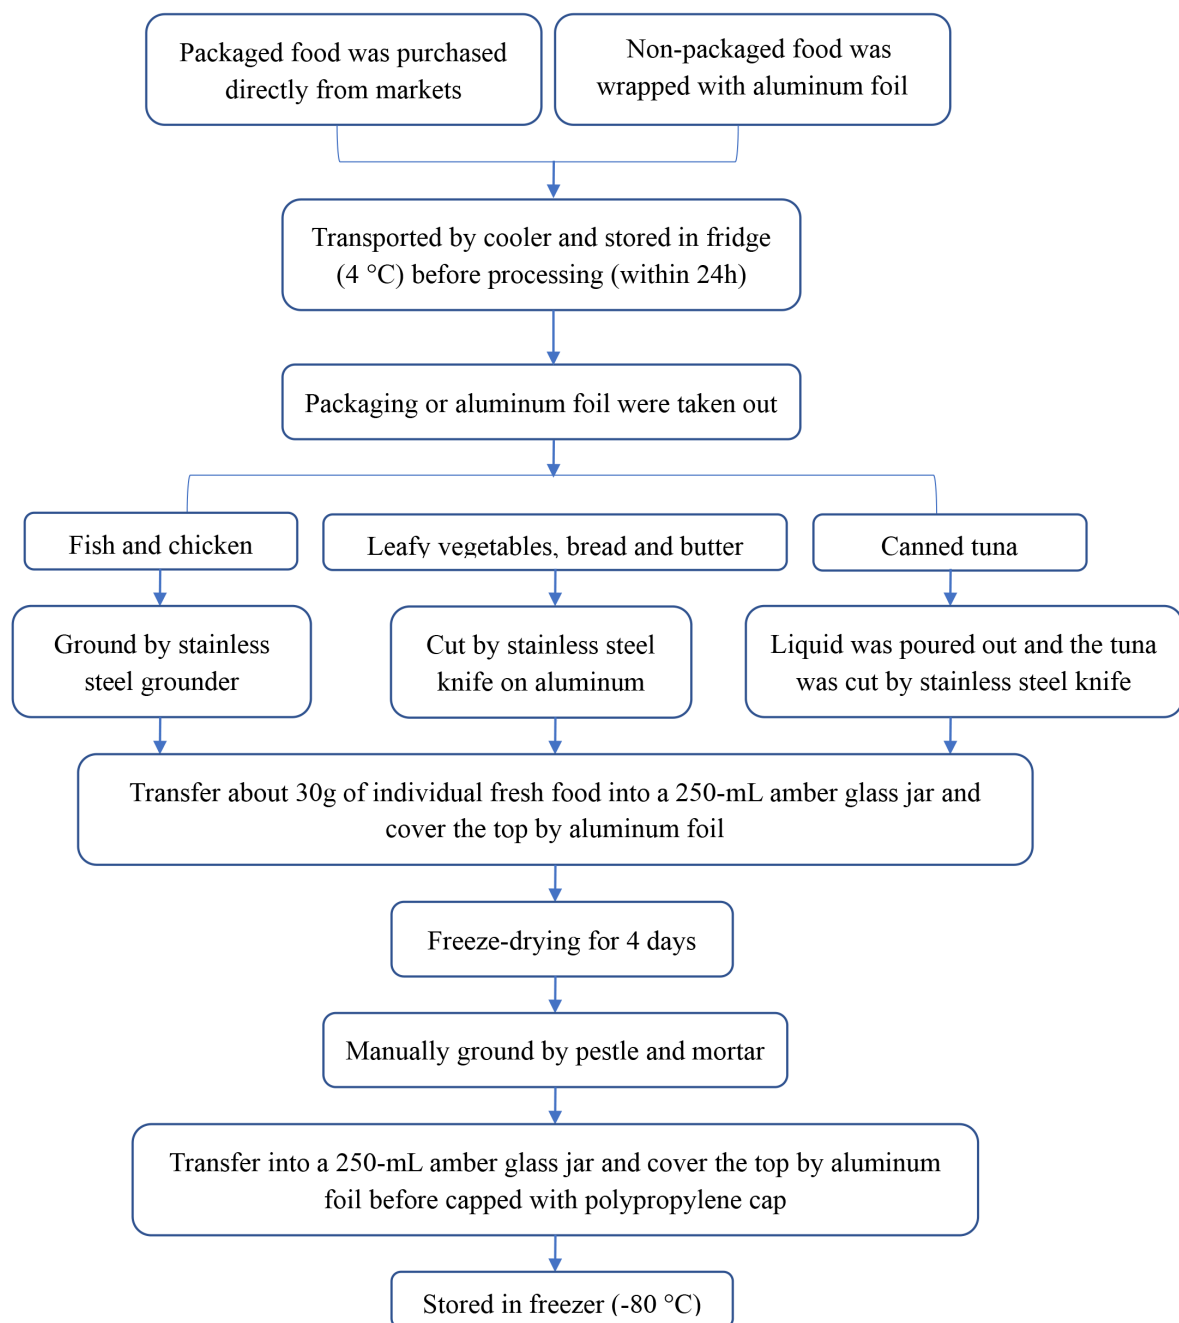 Packaged food was purchased
directly from markets
Non-packaged food was
wrapped with aluminum foil
Transported by cooler and stored in fridge
(4 °C) before processing (within 24h)
Packaging or aluminum foil were taken out
Fish and chicken
Leafy vegetables, bread and butter
Canned tuna
Ground by stainless
steel grounder
Cut by stainless steel
knife on aluminum
Liquid was poured out and the tuna
was cut by stainless steel knife
Transfer about 30g of individual fresh food into a 250-mL amber glass jar and
cover the top by aluminum foil
Freeze-drying for 4 days
Manually ground by pestle and mortar
Transfer into a 250-mL amber glass jar and cover the top by aluminum
foil before capped with polypropylene cap
Stored in freezer (-80 °C)